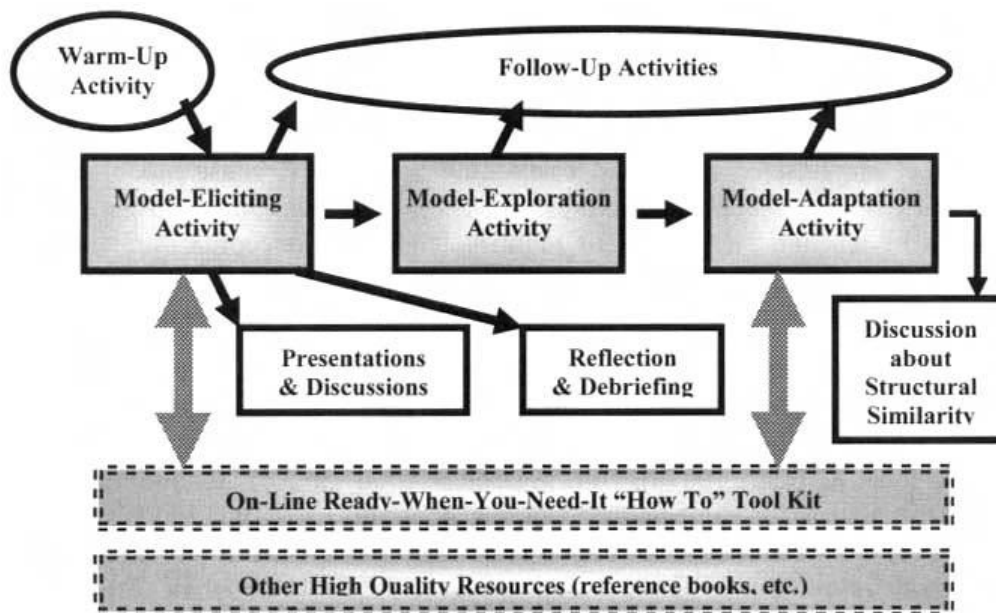 Warm-Up
Activity
Follow-Up Activities
Model-Eliciting
Activity
Model-Exploration
Activity
Model-Adaptation
Activity
Presentations
& Discussions
Reflection
& Debriefing
Discussion
about
Structural
Similarity
On-Line Ready-When-You-Need-It “How To” Tool Kit
Other High Quality Resources (reference books, etc.)